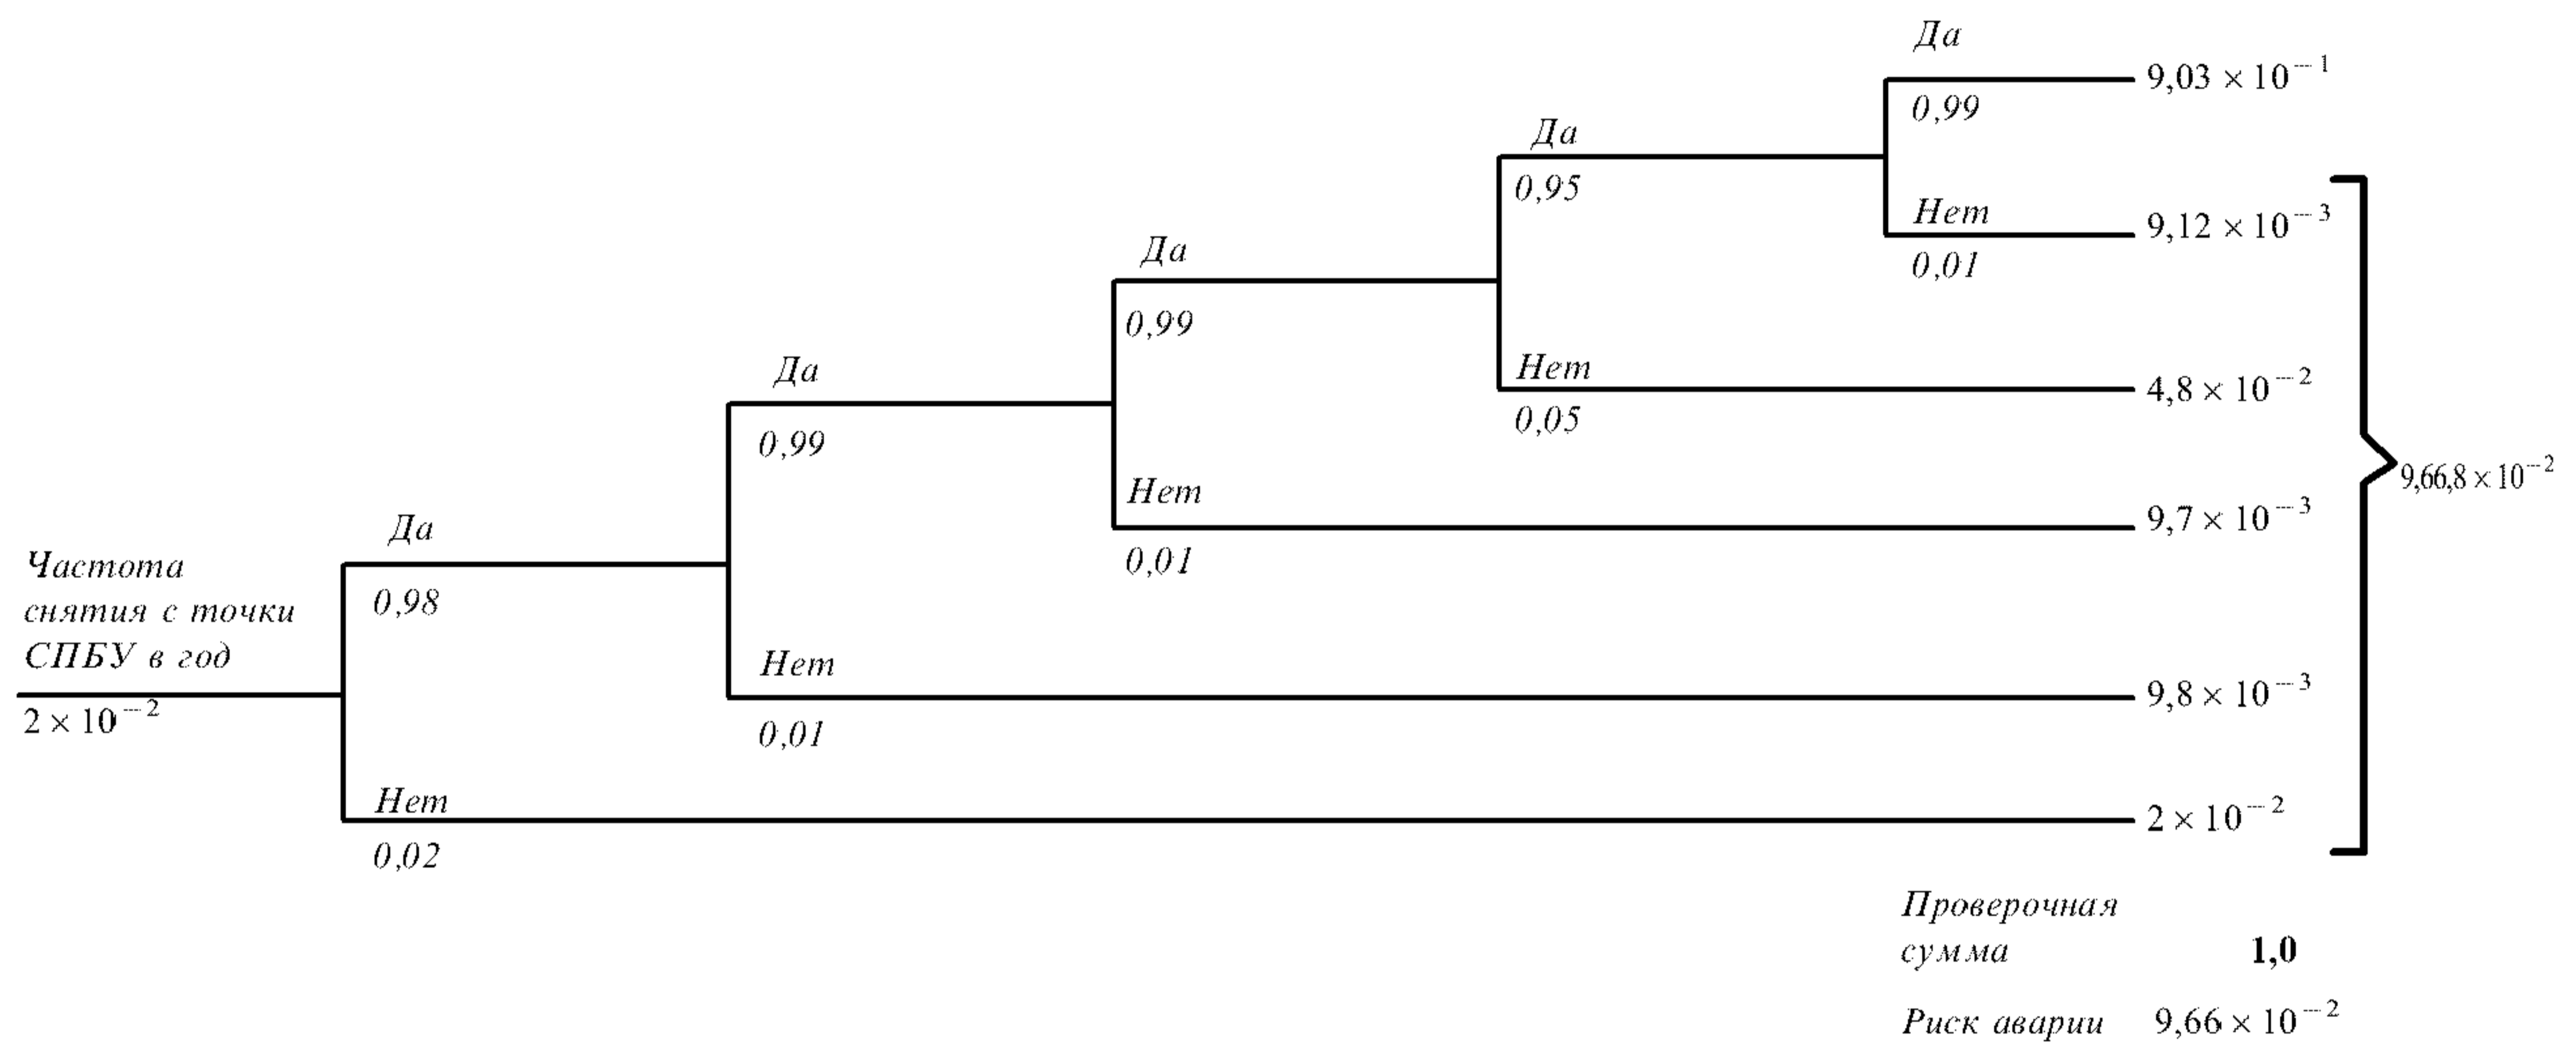 Да
9,03 × 10⁻¹
0,99
Да
0,95
Нет
9,12 × 10⁻³
0,01
Да
0,99
Нет
4,8 × 10⁻²
0,05
Да
0,99
Нет
9,7 × 10⁻³
0,01
9,66,8 × 10⁻²
Да
0,98
Частота
снятия с точки
СПБУ в год
2 × 10⁻²
Нет
9,8 × 10⁻³
0,01
Нет
2 × 10⁻²
0,02
Проверочная
сумма 1,0
Риск аварии 9,66 × 10⁻²